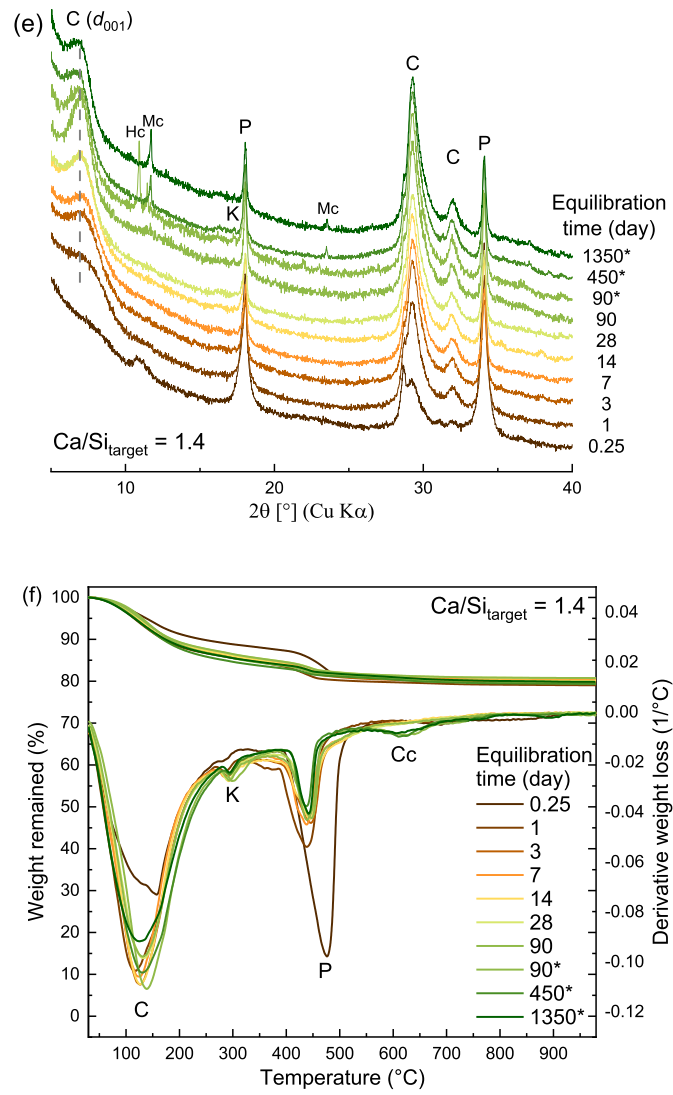 (e)
C (d001)
Hc
Mc
P
K
Mc
C
C
P
Equilibration
time (day)
1350*
450*
90*
90
28
14
7
3
1
0.25
Ca/Sitarget = 1.4
10
20
30
40
2θ [°] (Cu Kα)
(f)
Ca/Sitarget = 1.4
100
90
80
70
60
50
40
30
20
10
0
Weight remained (%)
0.04
0.02
0.00
-0.02
-0.04
-0.06
-0.08
-0.10
-0.12
Derivative weight loss (1/°C)
C
K
P
Cc
Equilibration
time (day)
0.25
1
3
7
14
28
90
90*
450*
1350*
100
200
300
400
500
600
700
800
900
Temperature (°C)